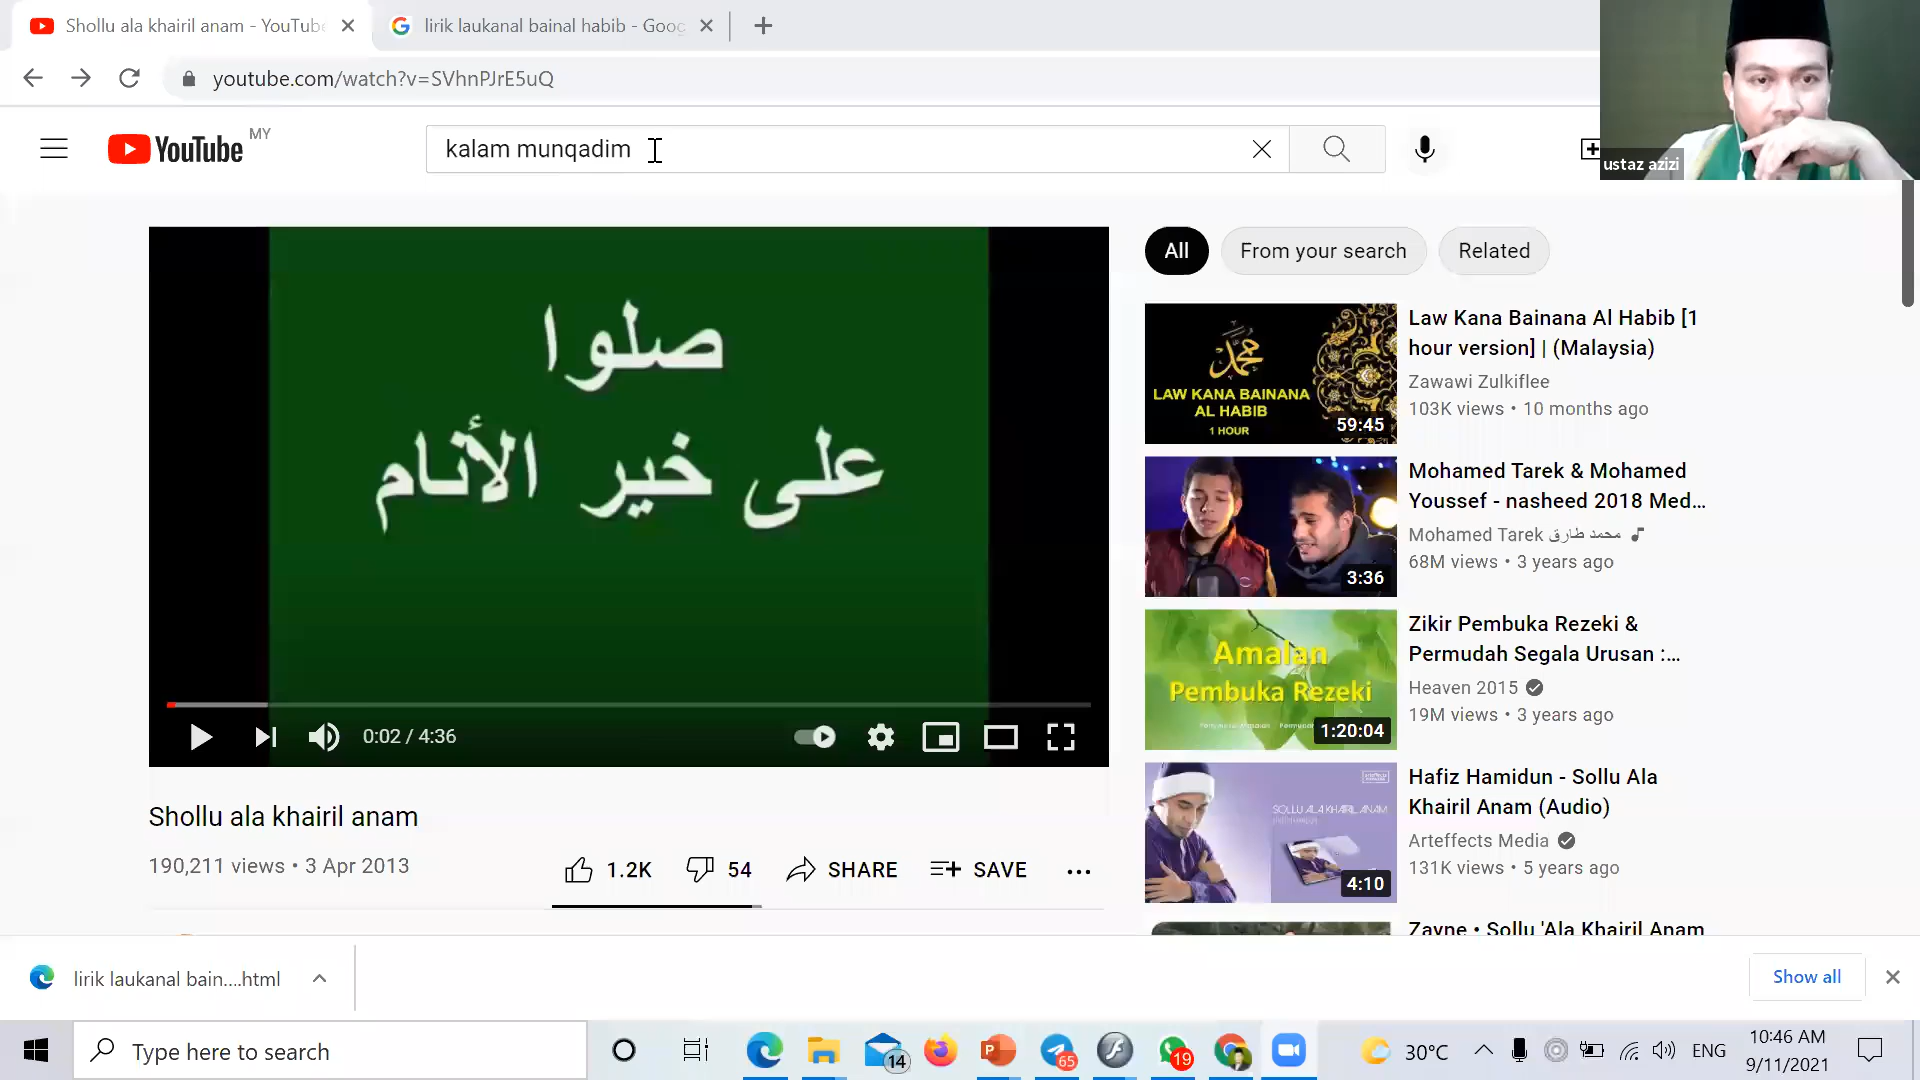 Shollu ala khairil anam - YouTube
lirik laukanal bainal habib - Goog
youtube.com/watch?v=SVhnPJrE5uQ
YouTube MY
kalam munqadim
ustaz azizi
صلوا
على خير الأنام
0:02 / 4:36
Shollu ala khairil anam
190,211 views • 3 Apr 2013
1.2K
54
SHARE
SAVE
All
From your search
Related
محمد
LAW KANA BAINANA
AL HABIB
1 HOUR
59:45
Law Kana Bainana Al Habib [1
hour version] | (Malaysia)
Zawawi Zulkiflee
103K views • 10 months ago
3:36
Mohamed Tarek & Mohamed
Youssef - nasheed 2018 Med...
Mohamed Tarek محمد طارق
68M views • 3 years ago
Amalan
Pembuka Rezeki
1:20:04
Zikir Pembuka Rezeki &
Permudah Segala Urusan :...
Heaven 2015
19M views • 3 years ago
SOLLU ALA KHAIRIL ANAM
4:10
Hafiz Hamidun - Sollu Ala
Khairil Anam (Audio)
Arteffects Media
131K views • 5 years ago
Zayne • Sollu 'Ala Khairil Anam
lirik laukanal bain....html
Show all
Type here to search
14
65
19
30°C
ENG
10:46 AM
9/11/2021